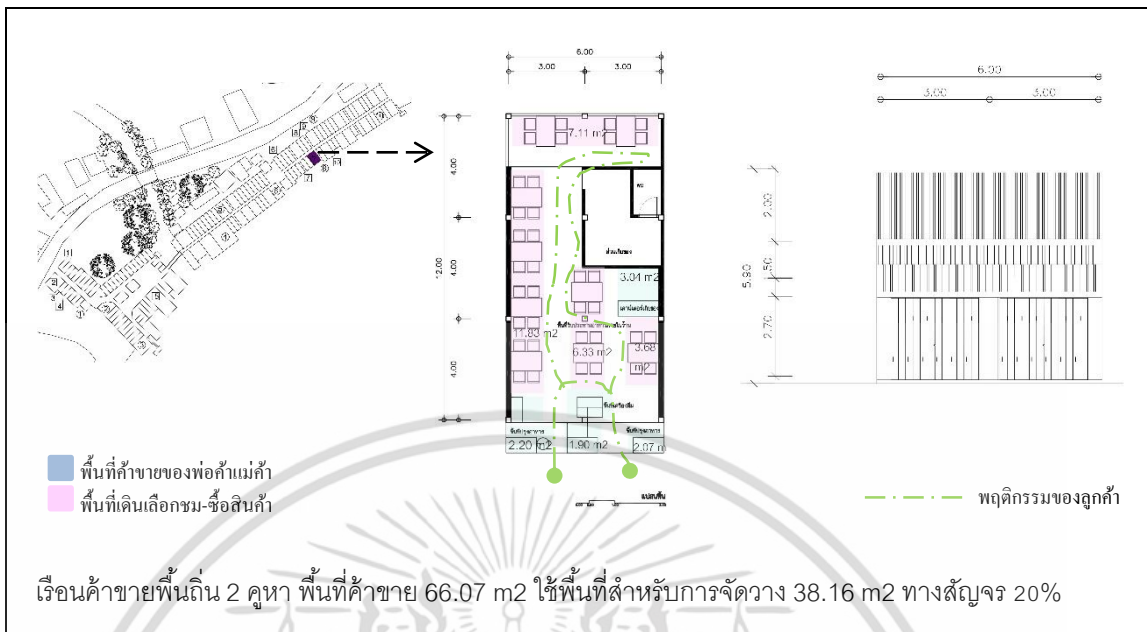 6.00
3.00 3.00
6.00
3.00 3.00
7.11 m2
4.00
2.00
12.00
4.00
3.04 m2
5.90
.50
11.83 m2
6.33 m2
3.68 m2
2.70
4.00
2.20 m2
1.90 m2
2.07 m
แปลนพื้น
พื้นที่ค้าขายของพ่อค้าแม่ค้า
พื้นที่เดินเลือกชม-ซื้อสินค้า
พฤติกรรมของลูกค้า
เรือนค้าขายพื้นถิ่น 2 คูหา พื้นที่ค้าขาย 66.07 m2 ใช้พื้นที่สำหรับการจัดวาง 38.16 m2 ทางสัญจร 20%